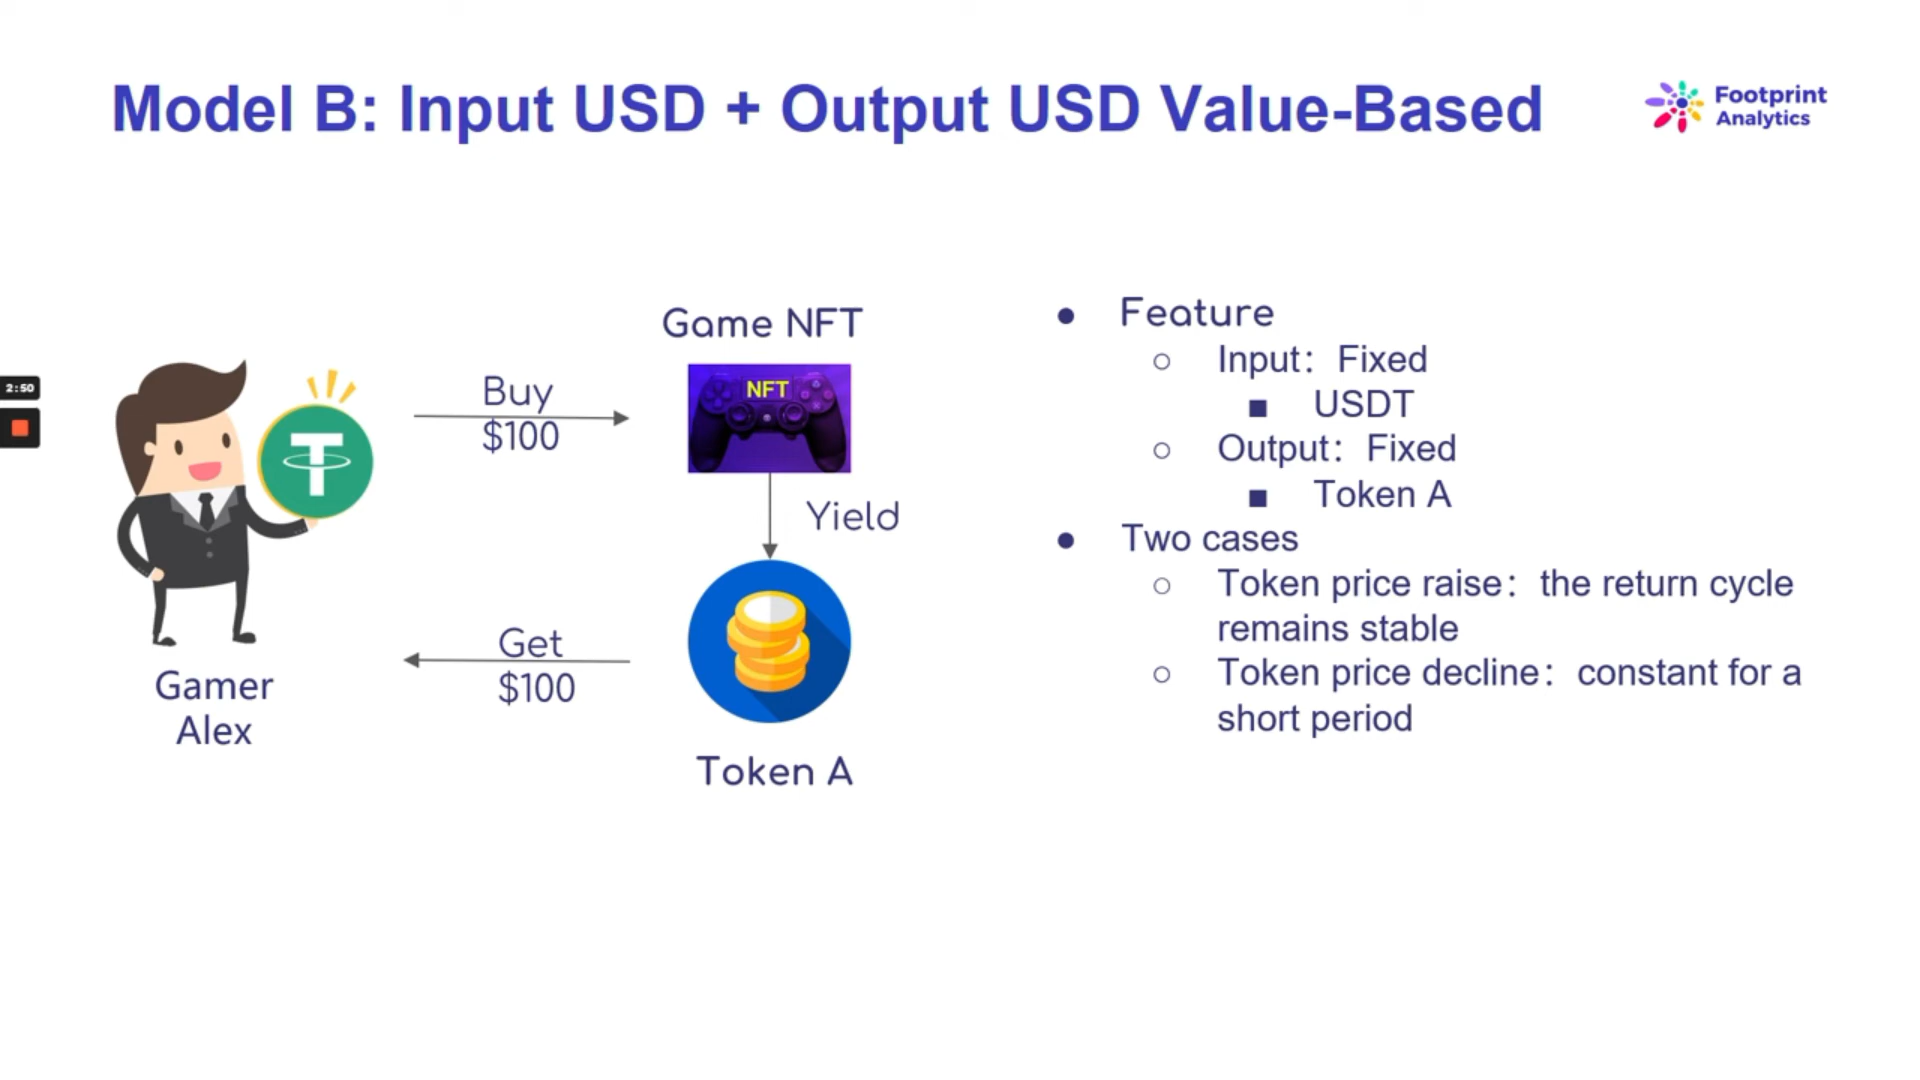 Model B: Input USD + Output USD Value-Based
Footprint
Analytics
2:50
Buy
$100
Game NFT
NFT
Yield
Get
$100
Gamer
Alex
Token A
● Feature
○ Input： Fixed
■ USDT
○ Output： Fixed
■ Token A
● Two cases
○ Token price raise： the return cycle
remains stable
○ Token price decline： constant for a
short period